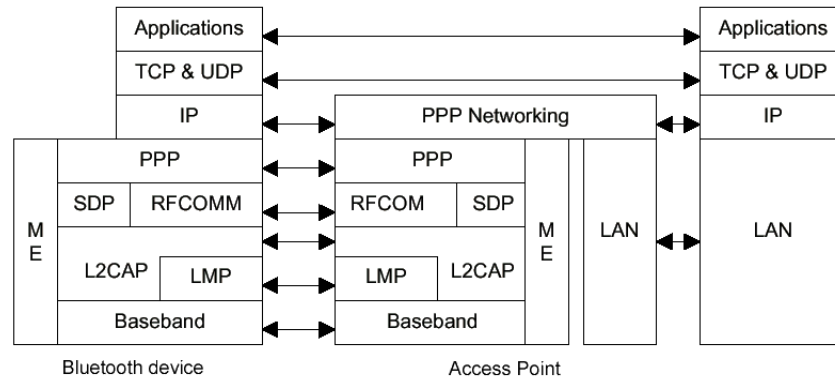 Applications Applications
TCP & UDP TCP & UDP
IP PPP Networking IP
PPP PPP
SDP RFCOMM RFCOM SDP
M E M E LAN LAN
L2CAP LMP LMP L2CAP
Baseband Baseband
Bluetooth device Access Point